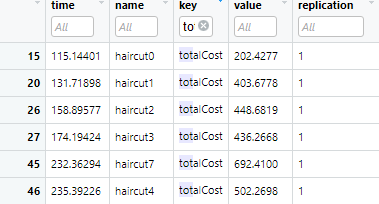 time name key value replication
All All to All All
15 115.14401 haircut0 totalCost 202.4277 1
20 131.71898 haircut1 totalCost 403.6778 1
26 158.89577 haircut2 totalCost 448.6819 1
27 174.19424 haircut3 totalCost 436.2668 1
45 232.36294 haircut7 totalCost 692.4100 1
46 235.39226 haircut4 totalCost 502.2698 1